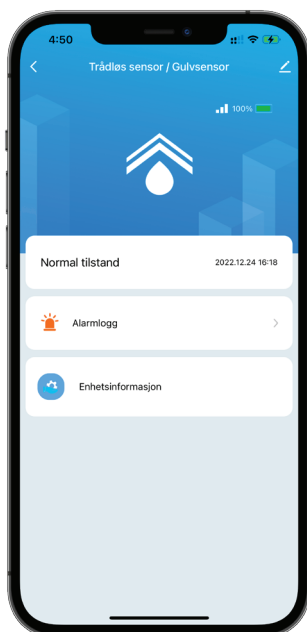 4:50
Trådløs sensor / Gulvsensor
100%
Normal tilstand 2022.12.24 16:18
Alarmlogg
Enhetsinformasjon